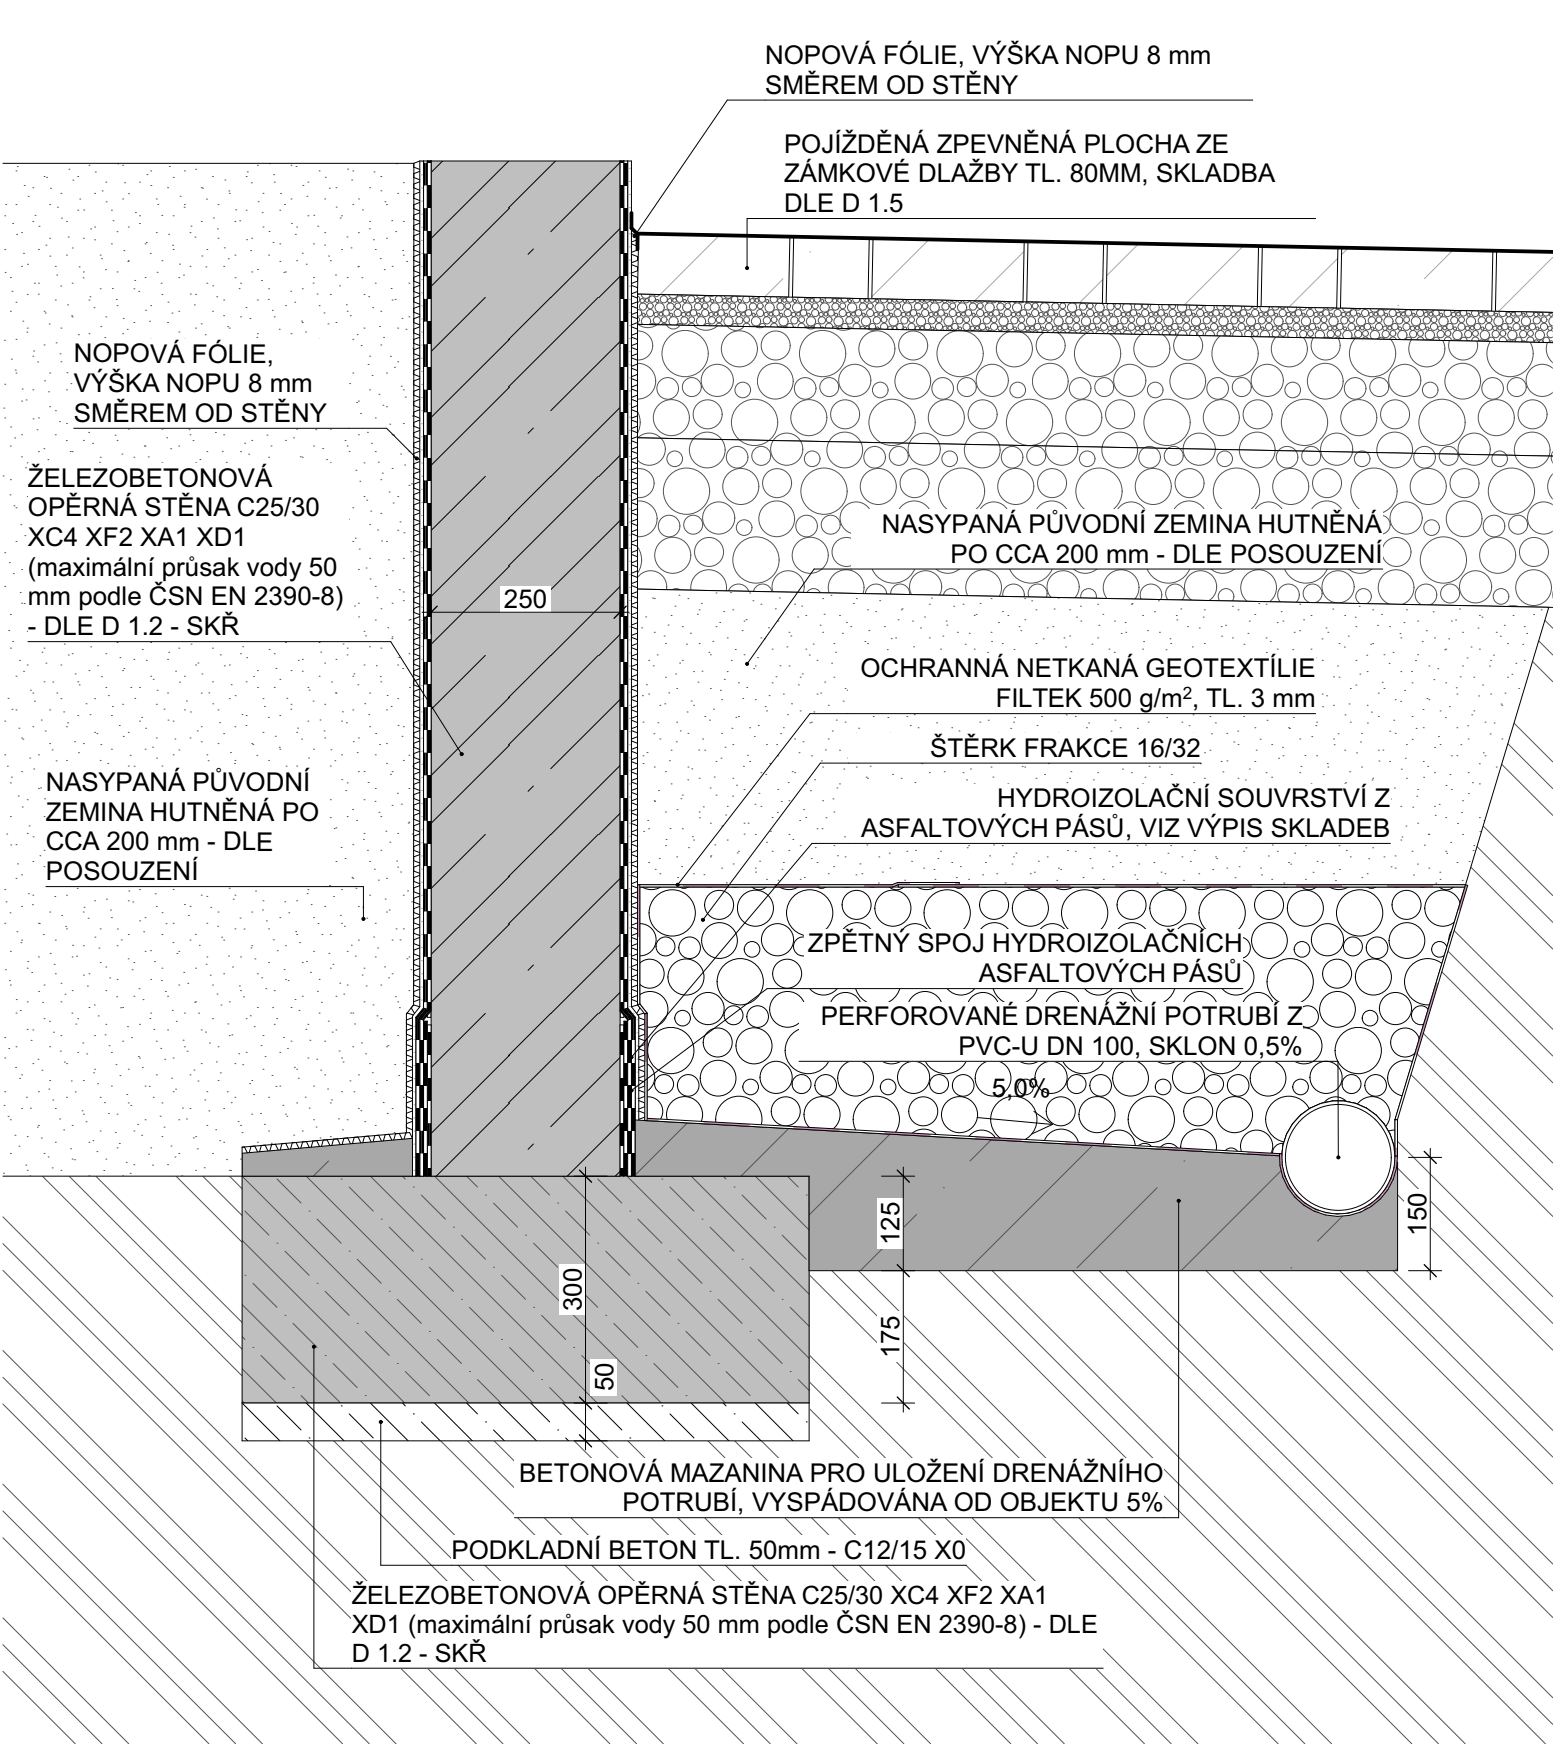 NOPOVÁ FÓLIE, VÝŠKA NOPU 8 mm
SMĚREM OD STĚNY
POJÍŽDĚNÁ ZPEVNĚNÁ PLOCHA ZE
ZÁMKOVÉ DLAŽBY TL. 80MM, SKLADBA
DLE D 1.5
NOPOVÁ FÓLIE,
VÝŠKA NOPU 8 mm
SMĚREM OD STĚNY
ŽELEZOBETONOVÁ
OPĚRNÁ STĚNA C25/30
XC4 XF2 XA1 XD1
(maximální průsak vody 50
mm podle ČSN EN 2390-8)
- DLE D 1.2 - SKŘ
250
NASYPANÁ PŮVODNÍ ZEMINA HUTNĚNÁ
PO CCA 200 mm - DLE POSOUZENÍ
OCHRANNÁ NETKANÁ GEOTEXTÍLIE
FILTEK 500 g/m², TL. 3 mm
ŠTĚRK FRAKCE 16/32
HYDROIZOLAČNÍ SOUVRSTVÍ Z
ASFALTOVÝCH PÁSŮ, VIZ VÝPIS SKLADEB
NASYPANÁ PŮVODNÍ
ZEMINA HUTNĚNÁ PO
CCA 200 mm - DLE
POSOUZENÍ
ZPĚTNÝ SPOJ HYDROIZOLAČNÍCH
ASFALTOVÝCH PÁSŮ
PERFOROVANÉ DRENÁŽNÍ POTRUBÍ Z
PVC-U DN 100, SKLON 0,5%
5,0%
125
150
300
175
50
BETONOVÁ MAZANINA PRO ULOŽENÍ DRENÁŽNÍHO
POTRUBÍ, VYSPÁDOVÁNA OD OBJEKTU 5%
PODKLADNÍ BETON TL. 50mm - C12/15 X0
ŽELEZOBETONOVÁ OPĚRNÁ STĚNA C25/30 XC4 XF2 XA1
XD1 (maximální průsak vody 50 mm podle ČSN EN 2390-8) - DLE
D 1.2 - SKŘ